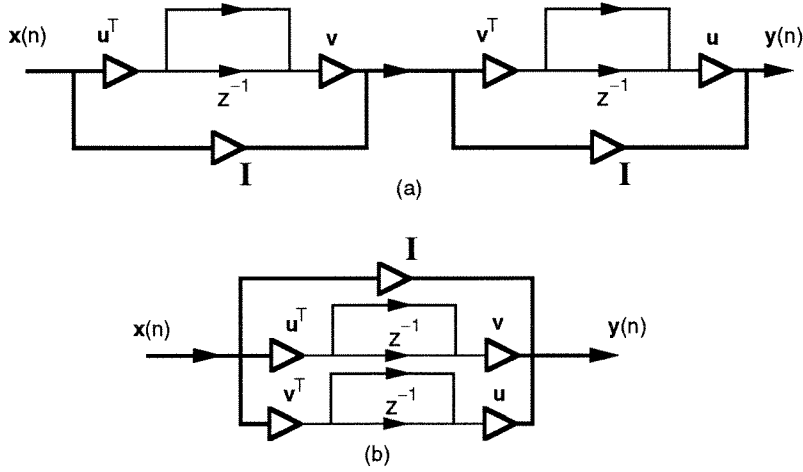 x(n) u^T v v^T u y(n)
z^-1 z^-1
I I
(a)
I
x(n) u^T z^-1 v y(n)
v^T z^-1 u
(b)